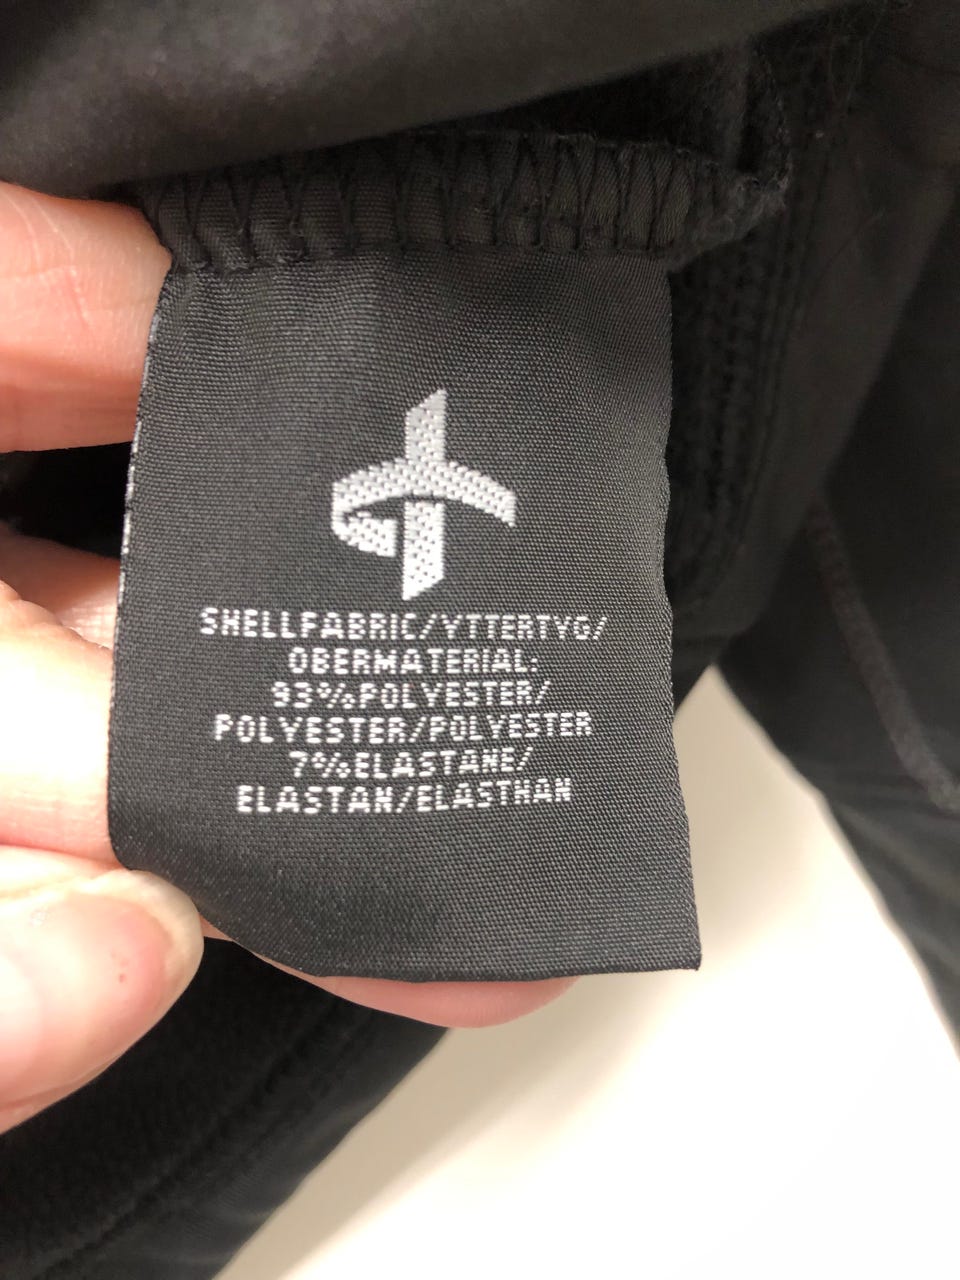 SHELLFABRIC/YTTERTYG/
OBERMATERIAL:
93%POLYESTER/
POLYESTER/POLYESTER
7%ELASTANE/
ELASTAN/ELASTHAN